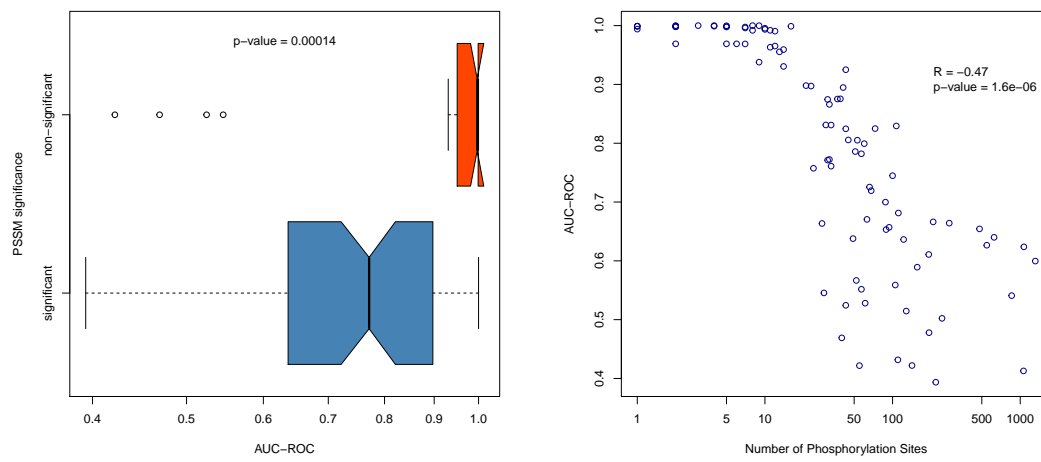 p−value = 0.00014
non−significant
significant
PSSM significance
0.4 0.5 0.6 0.7 0.8 0.9 1.0
AUC−ROC
R = −0.47
p−value = 1.6e−06
1.0
0.9
0.8
0.7
0.6
0.5
0.4
AUC−ROC
1 5 10 50 100 500 1000
Number of Phosphorylation Sites